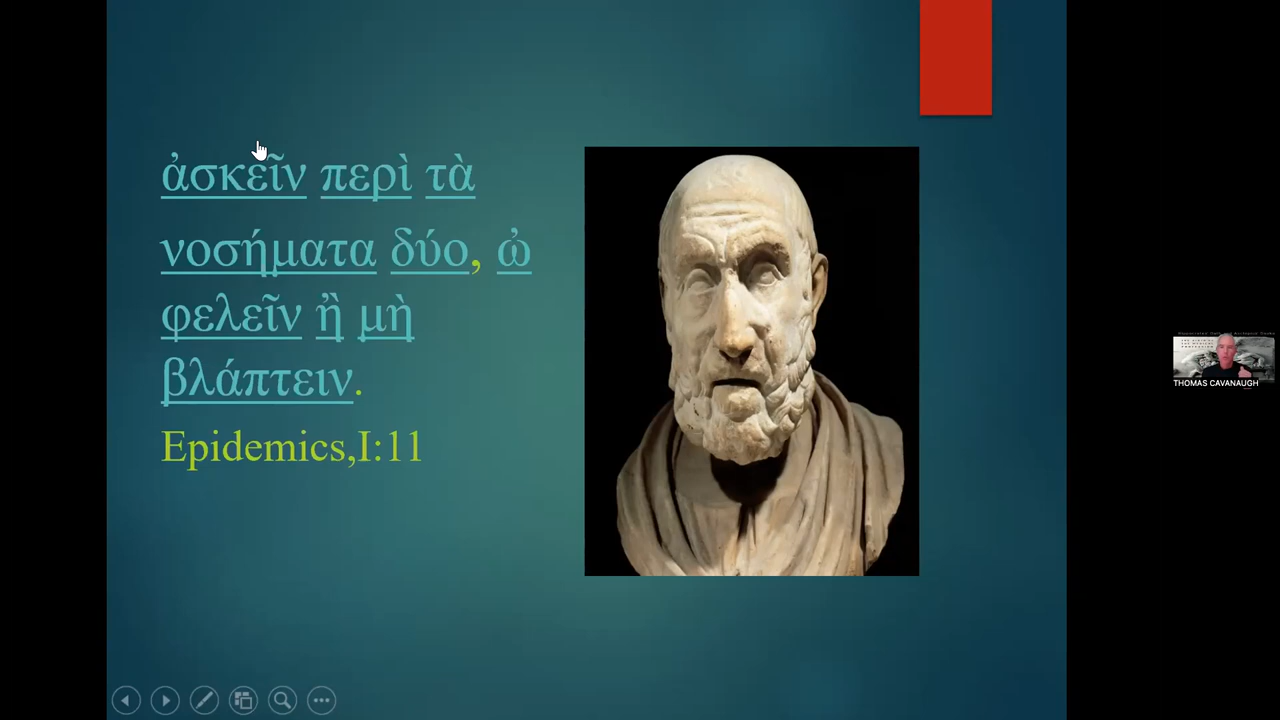 ἀσκεῖν περὶ τὰ
νοσήματα δύο, ὠ
φελεῖν ἢ μὴ
βλάπτειν.
Epidemics,I:11
THOMAS CAVANAUGH